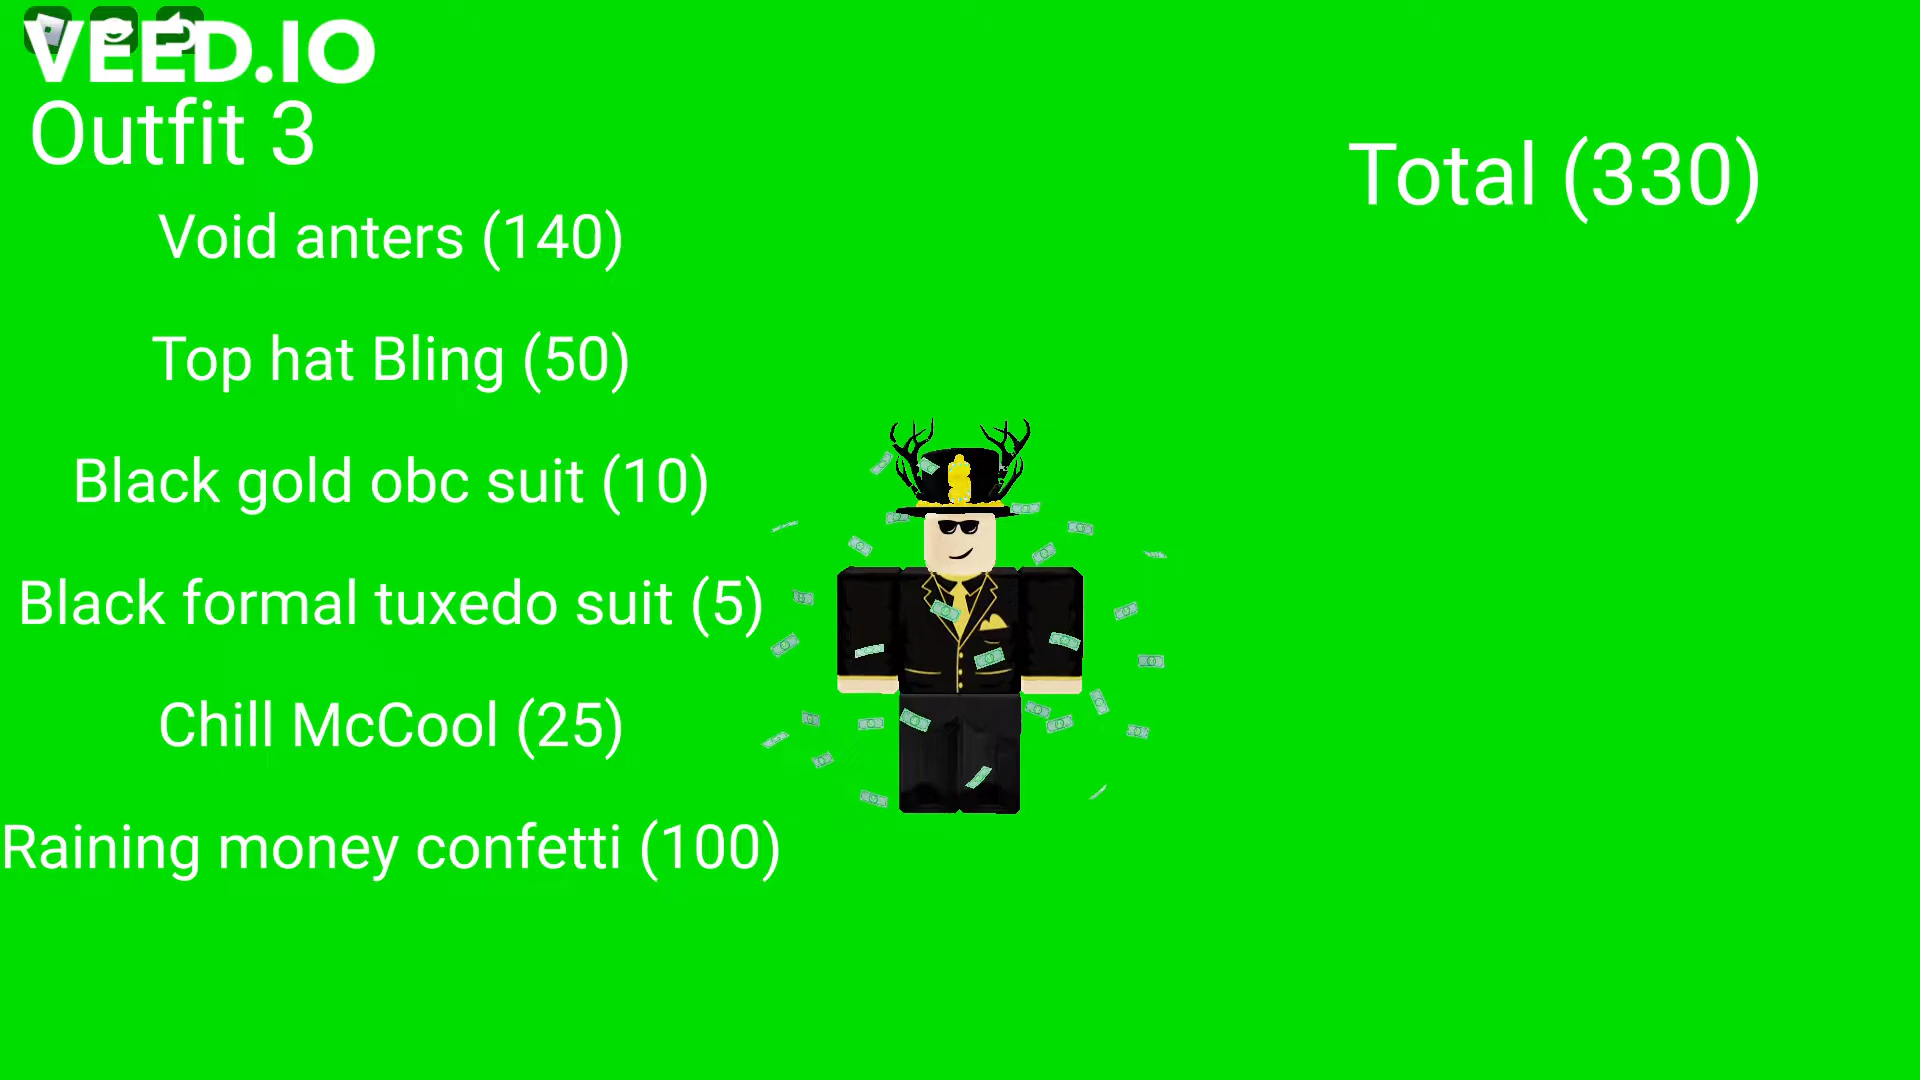 VEED.IO
Outfit 3
Total (330)
Void anters (140)
Top hat Bling (50)
Black gold obc suit (10)
Black formal tuxedo suit (5)
Chill McCool (25)
Raining money confetti (100)